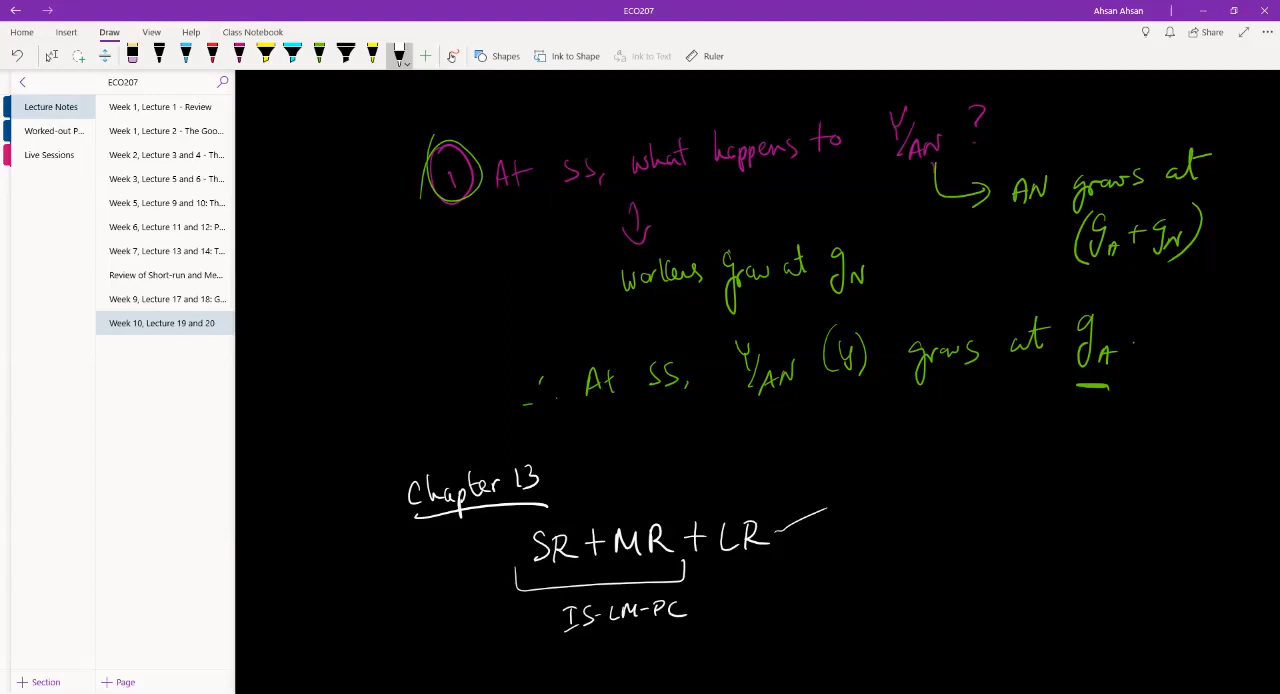 ECO207
Ahsan Ahsan
Home Insert Draw View Help Class Notebook
Share
Shapes Ink to Shape Ink to Text Ruler
ECO207
Lecture Notes
Worked-out P...
Live Sessions
Week 1, Lecture 1 - Review
Week 1, Lecture 2 - The Goo...
Week 2, Lecture 3 and 4 - Th...
Week 3, Lecture 5 and 6 - Th...
Week 5, Lecture 9 and 10: Th...
Week 6, Lecture 11 and 12: P...
Week 7, Lecture 13 and 14: T...
Review of Short-run and Me...
Week 9, Lecture 17 and 18: G...
Week 10, Lecture 19 and 20
Section
Page
1 At SS, what happens to Y/AN ?
AN grows at
(gA + gN)
workers grow at gN
∴ At SS, Y/AN (y) grows at gA
Chapter 13
SR + MR + LR
IS-LM-PC